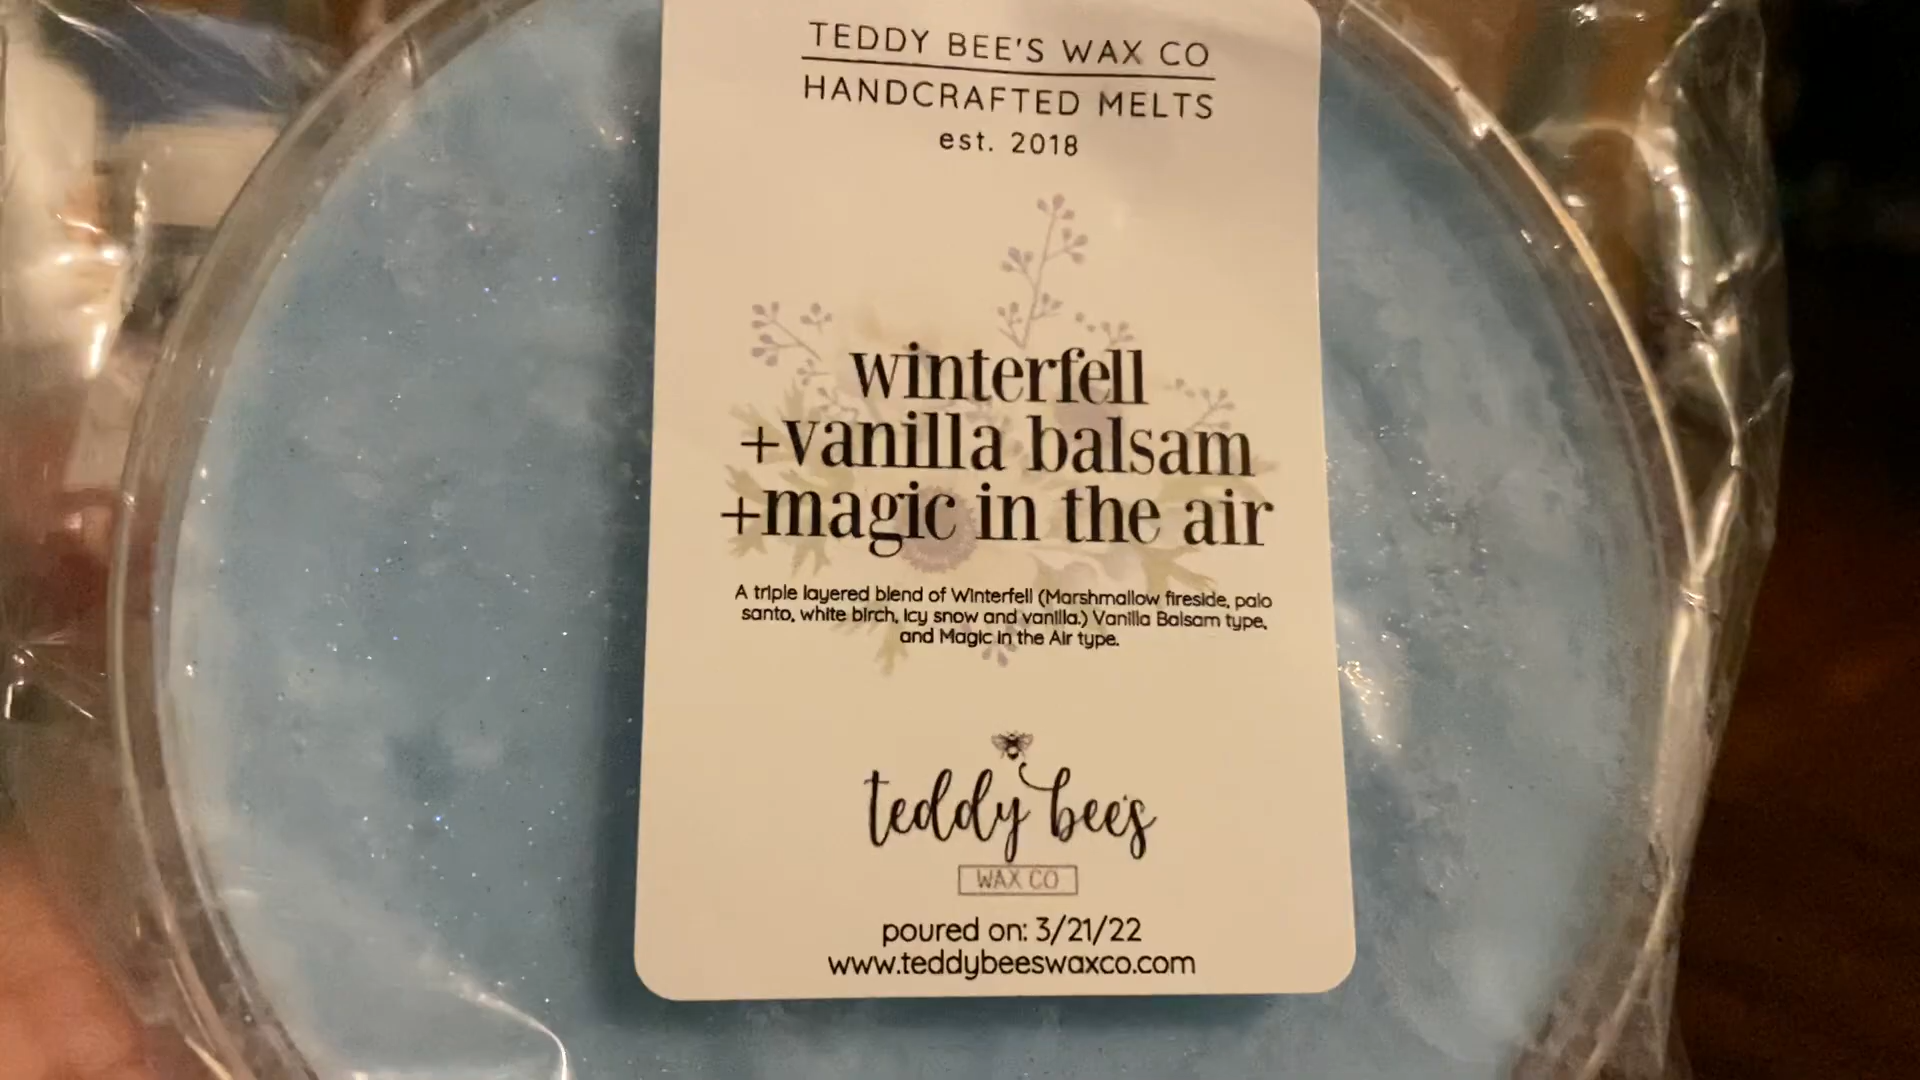 TEDDY BEE'S WAX CO
HANDCRAFTED MELTS
est. 2018
winterfell
+vanilla balsam
+magic in the air
A triple layered blend of Winterfell (Marshmallow fireside, palo
santo, white birch, icy snow and vanilla.) Vanilla Balsam type,
and Magic in the Air type.
teddy bee's
WAX CO
poured on: 3/21/22
www.teddybeeswaxco.com